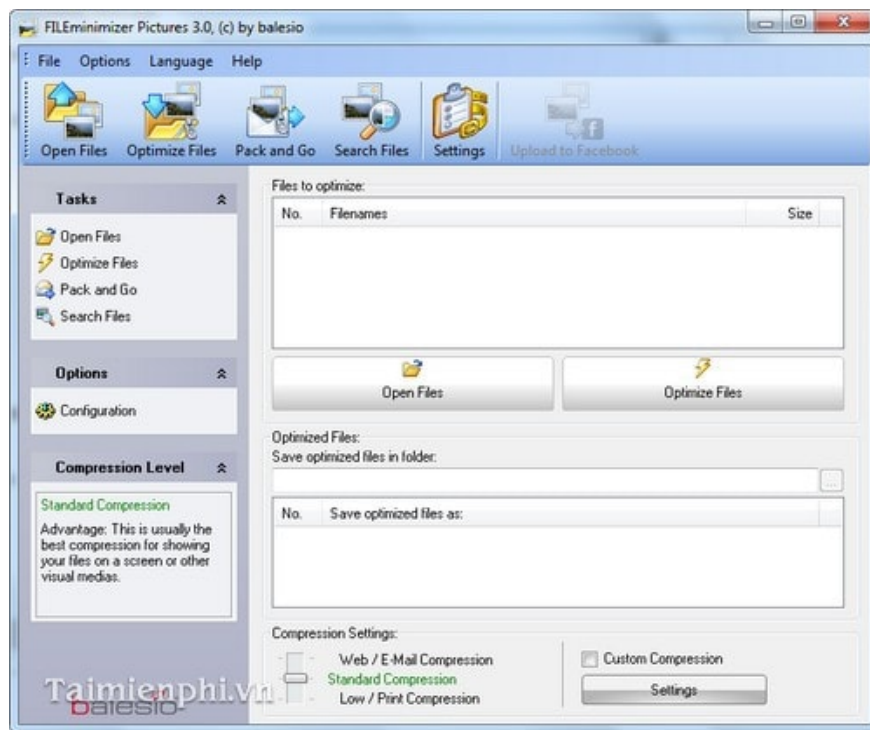 FILEminimizer Pictures 3.0, (c) by balesio
File Options Language Help
Open Files Optimize Files Pack and Go Search Files Settings Upload to Facebook
Tasks
Open Files
Optimize Files
Pack and Go
Search Files
Options
Configuration
Compression Level
Standard Compression
Advantage: This is usually the
best compression for showing
your files on a screen or other
visual medias.
Files to optimize:
No. Filenames Size
Open Files Optimize Files
Optimized Files:
Save optimized files in folder:
...
No. Save optimized files as:
Compression Settings:
Web / E-Mail Compression
Standard Compression
Low / Print Compression
Custom Compression
Settings
Taimienphi.vn
balesio